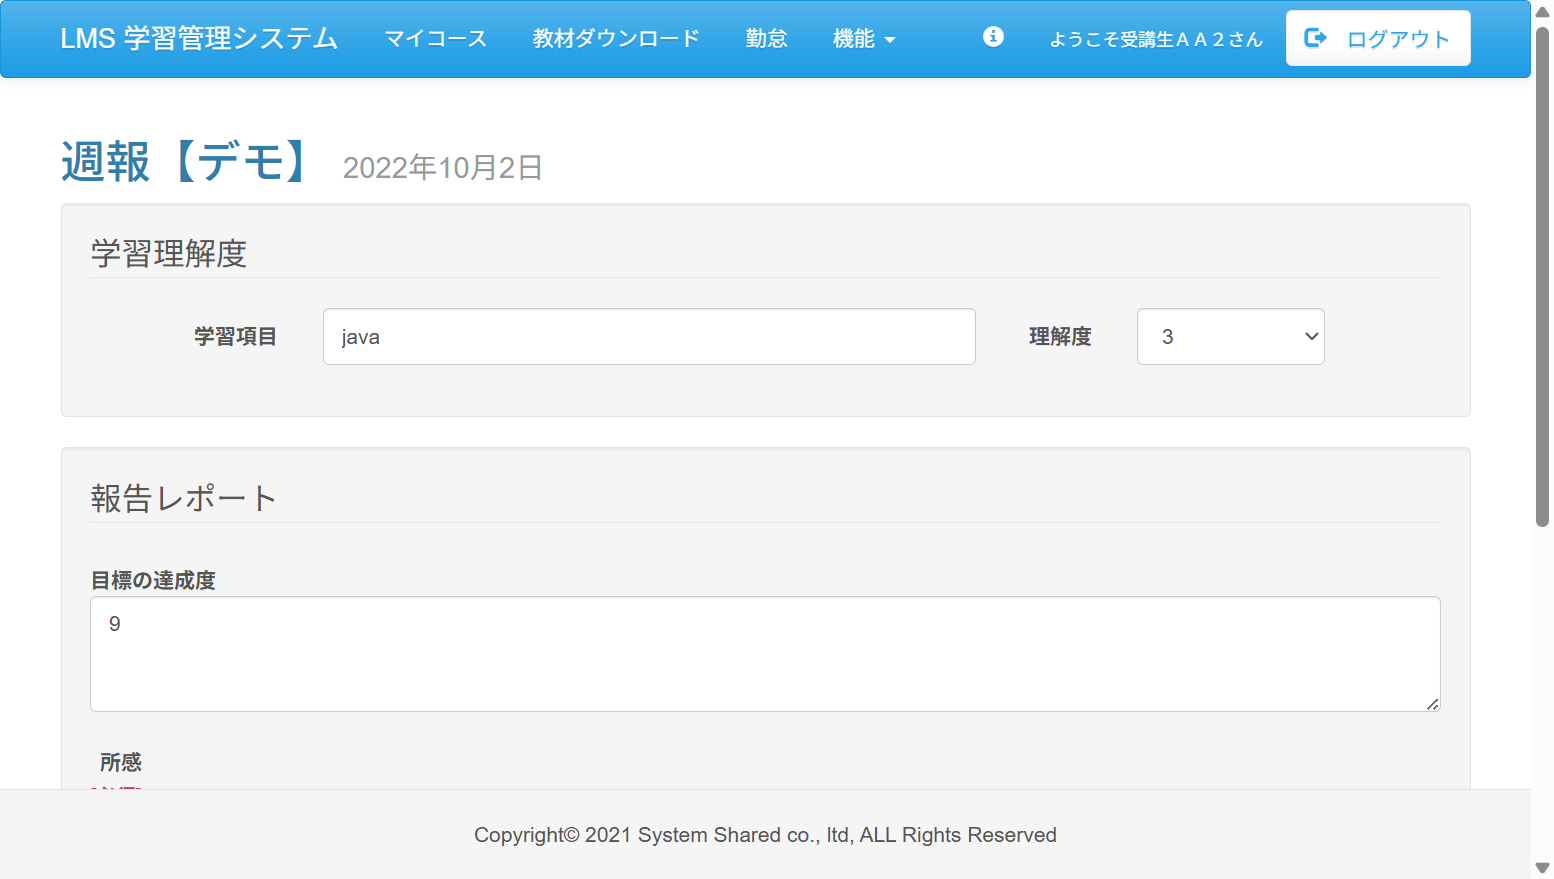 LMS 学習管理システム マイコース 教材ダウンロード 勤怠 機能 ようこそ受講生ＡＡ２さん ログアウト
週報【デモ】 2022年10月2日
学習理解度
学習項目 java 理解度 3
報告レポート
目標の達成度
9
所感
Copyright© 2021 System Shared co., ltd, ALL Rights Reserved